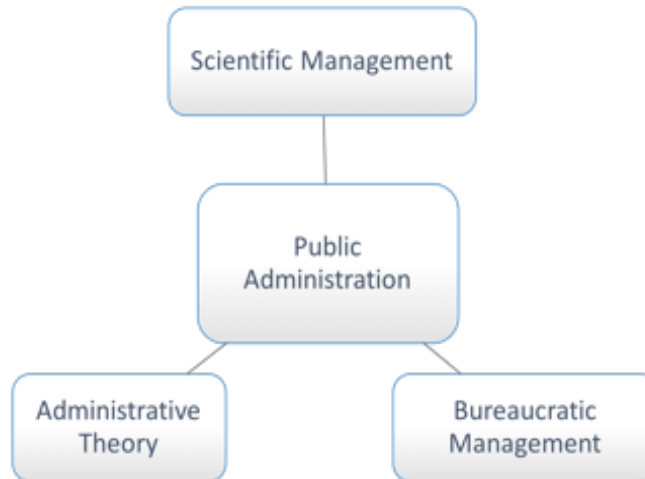 Scientific Management
Public
Administration
Administrative
Theory
Bureaucratic
Management